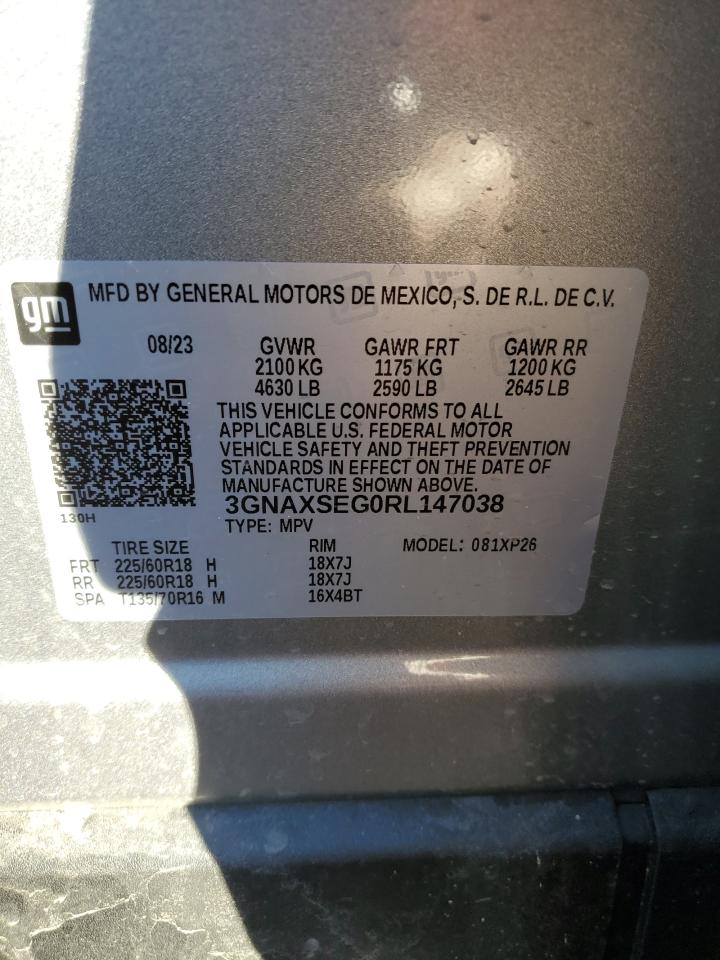 gm
MFD BY GENERAL MOTORS DE MEXICO, S. DE R.L. DE C.V.
08/23 GVWR GAWR FRT GAWR RR
2100 KG 1175 KG 1200 KG
4630 LB 2590 LB 2645 LB
THIS VEHICLE CONFORMS TO ALL
APPLICABLE U.S. FEDERAL MOTOR
VEHICLE SAFETY AND THEFT PREVENTION
STANDARDS IN EFFECT ON THE DATE OF
MANUFACTURE SHOWN ABOVE.
3GNAXSEG0RL147038
130H
TYPE: MPV
TIRE SIZE RIM MODEL: 081XP26
FRT 225/60R18 H 18X7J
RR 225/60R18 H 18X7J
SPA T135/70R16 M 16X4BT